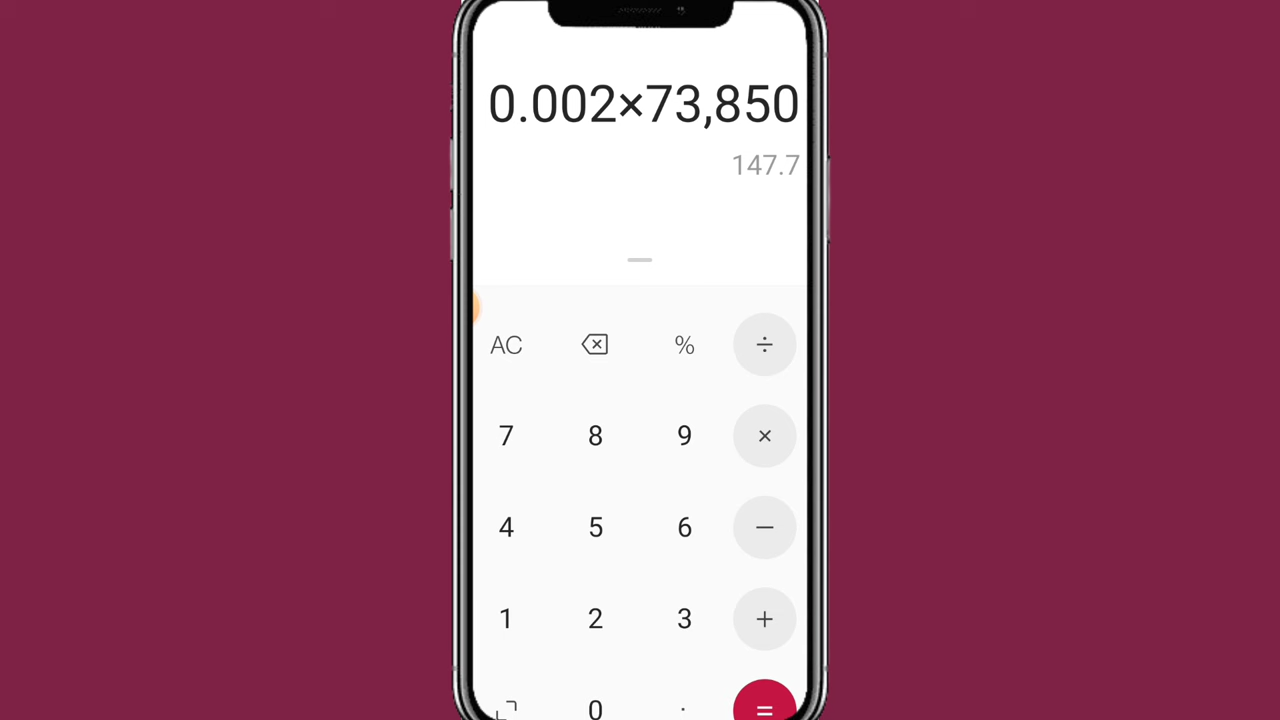 0.002×73,850
147.7
AC % ÷
7 8 9 ×
4 5 6 −
1 2 3 +
0 . =